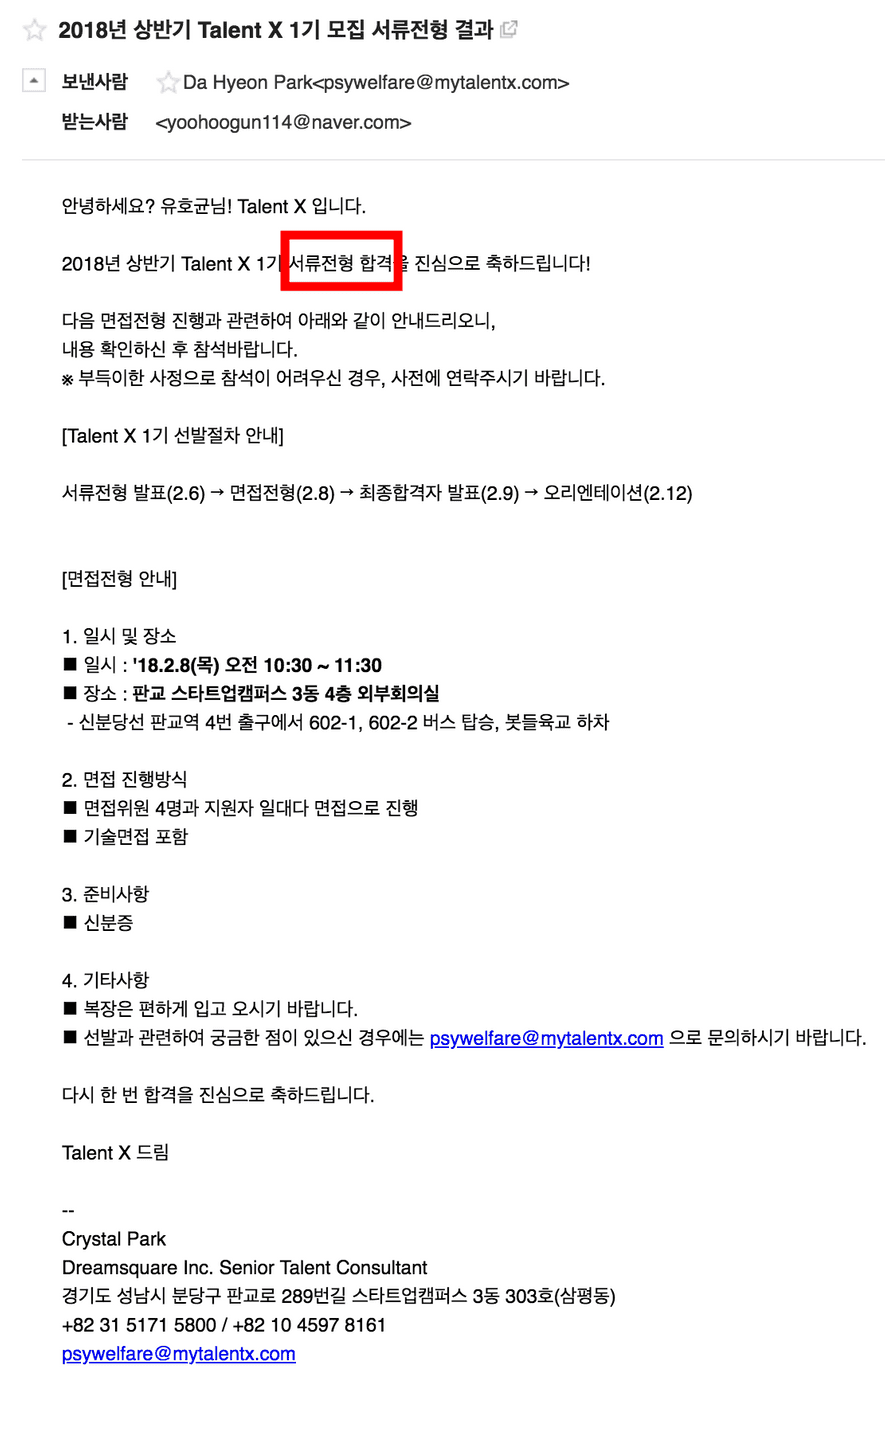 2018년 상반기 Talent X 1기 모집 서류전형 결과
보낸사람 Da Hyeon Park<psywelfare@mytalentx.com>
받는사람 <yoohoogun114@naver.com>
안녕하세요? 유호균님! Talent X 입니다.
2018년 상반기 Talent X 1기 서류전형 합격을 진심으로 축하드립니다!
다음 면접전형 진행과 관련하여 아래와 같이 안내드리오니,
내용 확인하신 후 참석바랍니다.
※ 부득이한 사정으로 참석이 어려우신 경우, 사전에 연락주시기 바랍니다.
[Talent X 1기 선발절차 안내]
서류전형 발표(2.6) → 면접전형(2.8) → 최종합격자 발표(2.9) → 오리엔테이션(2.12)
[면접전형 안내]
1. 일시 및 장소
■ 일시 : '18.2.8(목) 오전 10:30 ~ 11:30
■ 장소 : 판교 스타트업캠퍼스 3동 4층 외부회의실
- 신분당선 판교역 4번 출구에서 602-1, 602-2 버스 탑승, 봇들육교 하차
2. 면접 진행방식
■ 면접위원 4명과 지원자 일대다 면접으로 진행
■ 기술면접 포함
3. 준비사항
■ 신분증
4. 기타사항
■ 복장은 편하게 입고 오시기 바랍니다.
■ 선발과 관련하여 궁금한 점이 있으신 경우에는 psywelfare@mytalentx.com 으로 문의하시기 바랍니다.
다시 한 번 합격을 진심으로 축하드립니다.
Talent X 드림
--
Crystal Park
Dreamsquare Inc. Senior Talent Consultant
경기도 성남시 분당구 판교로 289번길 스타트업캠퍼스 3동 303호(삼평동)
+82 31 5171 5800 / +82 10 4597 8161
psywelfare@mytalentx.com